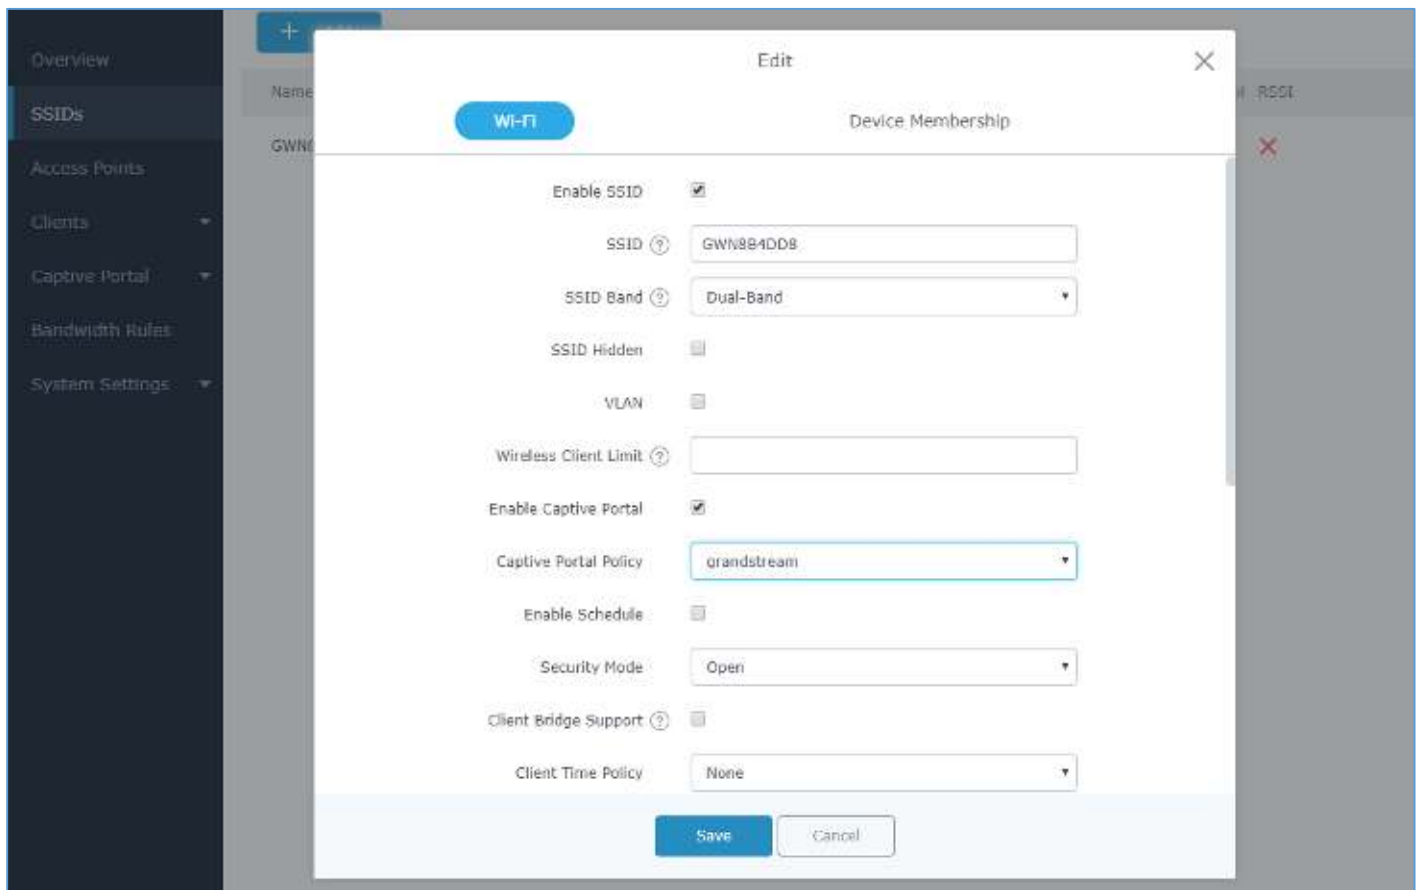 Overview
SSIDs
Access Points
Clients
Captive Portal
Bandwidth Rules
System Settings
Name
RSSI
Edit
Wi-Fi
Device Membership
Enable SSID
SSID ? GWN8B4DD8
SSID Band ? Dual-Band
SSID Hidden
VLAN
Wireless Client Limit ?
Enable Captive Portal
Captive Portal Policy grandstream
Enable Schedule
Security Mode Open
Client Bridge Support ?
Client Time Policy None
Save
Cancel